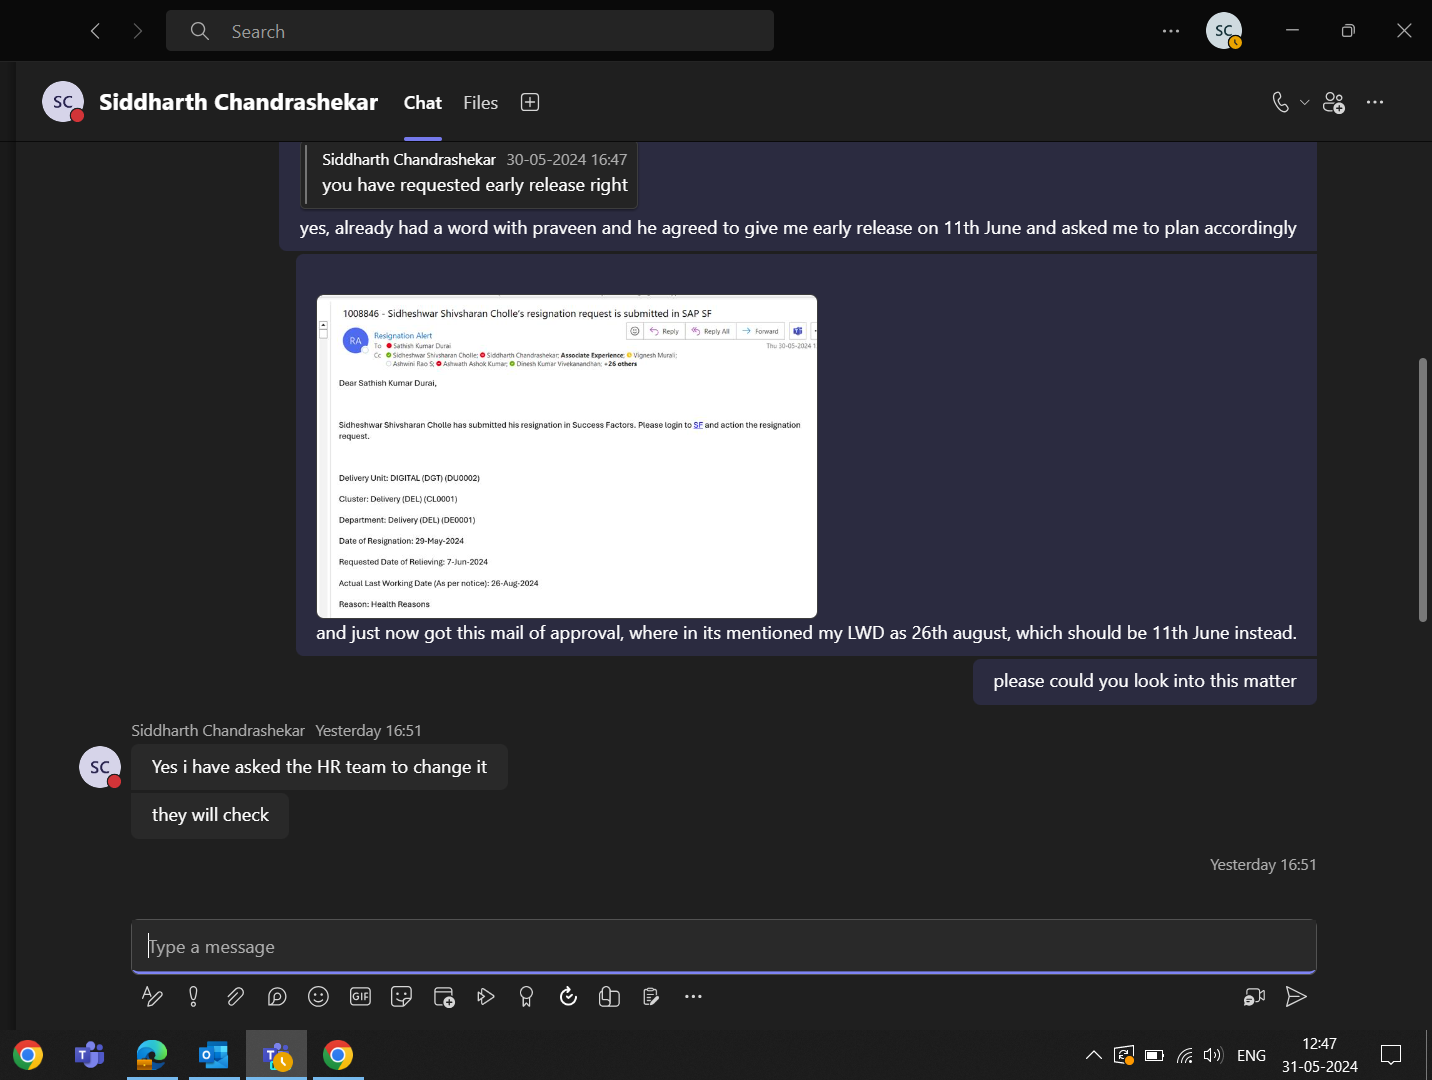 Search
SC
SC
Siddharth Chandrashekar
Chat
Files
Siddharth Chandrashekar 30-05-2024 16:47
you have requested early release right
yes, already had a word with praveen and he agreed to give me early release on 11th June and asked me to plan accordingly
1008846 - Sidheshwar Shivsharan Cholle's resignation request is submitted in SAP SF
RA
Resignation Alert
Reply
Reply All
Forward
To Sathish Kumar Durai
Thu 30-05-2024 1
Cc Sidheshwar Shivsharan Cholle; Siddharth Chandrashekar; Associate Experience; Vignesh Murali;
Ashwini Rao S; Ashwath Ashok Kumar; Dinesh Kumar Vivekanandhan; +26 others
Dear Sathish Kumar Durai,
Sidheshwar Shivsharan Cholle has submitted his resignation in Success Factors. Please login to SF and action the resignation
request.
Delivery Unit: DIGITAL (DGT) (DU0002)
Cluster: Delivery (DEL) (CL0001)
Department: Delivery (DEL) (DE0001)
Date of Resignation: 29-May-2024
Requested Date of Relieving: 7-Jun-2024
Actual Last Working Date (As per notice): 26-Aug-2024
Reason: Health Reasons
and just now got this mail of approval, where in its mentioned my LWD as 26th august, which should be 11th June instead.
please could you look into this matter
Siddharth Chandrashekar Yesterday 16:51
SC
Yes i have asked the HR team to change it
they will check
Yesterday 16:51
Type a message
GIF
ENG
12:47
31-05-2024